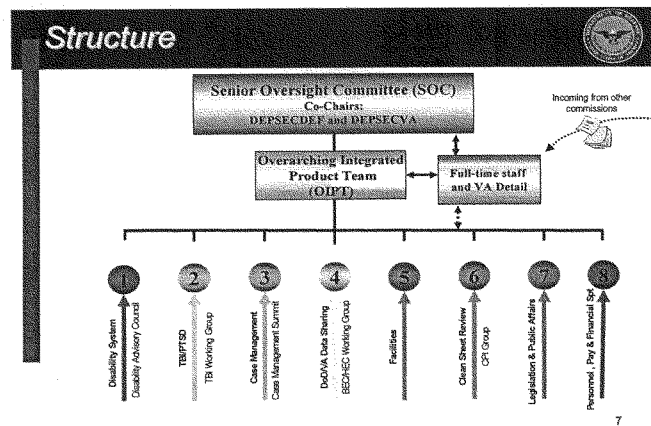 Structure
Senior Oversight Committee (SOC)
Co-Chairs:
DEPSECDEF and DEPSECVA
Incoming from other
commissions
Overarching Integrated
Product Team
(OIPT)
Full-time staff
and VA Detail
1
2
3
4
5
6
7
8
Disability System
Disability Advisory Council
TBI/PTSD
TBI Working Group
Case Management
Case Management Summit
DoD/VA Data Sharing
BEC/HEC Working Group
Facilities
Clean Sheet Review
CPI Group
Legislation & Public Affairs
Personnel, Pay & Financial Spt
7